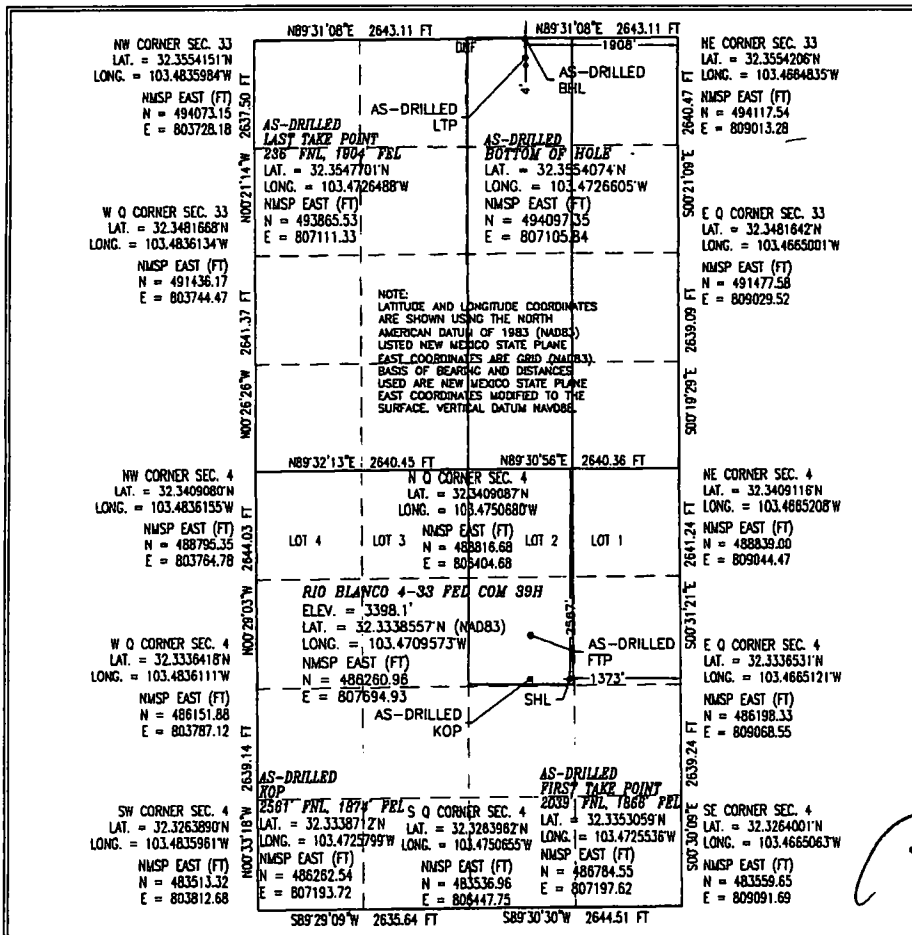 N89°31'08"E 2643.11 FT
N89°31'08"E 2643.11 FT
NW CORNER SEC. 33
LAT. = 32.3554151°N
LONG. = 103.4835984°W
NMSP EAST (FT)
N = 494073.15
E = 803728.18
1908'
4'
AS-DRILLED
BHL
AS-DRILLED
LTP
NE CORNER SEC. 33
LAT. = 32.3554206°N
LONG. = 103.4664835°W
NMSP EAST (FT)
N = 494117.54
E = 809013.28
N00°21'14"W
2637.50 FT
AS-DRILLED
LAST TAKE POINT
236' FNL, 1904' FEL
LAT. = 32.3547701°N
LONG. = 103.4726488°W
NMSP EAST (FT)
N = 493865.53
E = 807111.33
AS-DRILLED
BOTTOM OF HOLE
LAT. = 32.3554074°N
LONG. = 103.4726605°W
NMSP EAST (FT)
N = 494097.35
E = 807105.84
S00°21'09"E
2640.47 FT
W Q CORNER SEC. 33
LAT. = 32.3481668°N
LONG. = 103.4836134°W
NMSP EAST (FT)
N = 491436.17
E = 803744.47
E Q CORNER SEC. 33
LAT. = 32.3481642°N
LONG. = 103.4665001°W
NMSP EAST (FT)
N = 491477.58
E = 809029.52
N00°26'26"W
2641.37 FT
NOTE:
LATITUDE AND LONGITUDE COORDINATES
ARE SHOWN USING THE NORTH
AMERICAN DATUM OF 1983 (NAD83)
LISTED NEW MEXICO STATE PLANE
EAST COORDINATES ARE GRID (NAD83).
BASIS OF BEARING AND DISTANCES
USED ARE NEW MEXICO STATE PLANE
EAST COORDINATES MODIFIED TO THE
SURFACE. VERTICAL DATUM NAVD88.
S00°19'29"E
2639.09 FT
N89°32'13"E 2640.45 FT
N89°30'56"E 2640.36 FT
NW CORNER SEC. 4
LAT. = 32.3409080°N
LONG. = 103.4836155°W
NMSP EAST (FT)
N = 488795.35
E = 803764.78
N Q CORNER SEC. 4
LAT. = 32.3409087°N
LONG. = 103.4750680°W
NMSP EAST (FT)
N = 488816.68
E = 806404.68
NE CORNER SEC. 4
LAT. = 32.3409116°N
LONG. = 103.4665208°W
NMSP EAST (FT)
N = 488839.00
E = 809044.47
LOT 4
LOT 3
LOT 2
LOT 1
N00°29'03"W
2644.03 FT
RIO BLANCO 4-33 FED COM 39H
ELEV. = 3398.1'
LAT. = 32.3338557°N (NAD83)
LONG. = 103.4709573°W
NMSP EAST (FT)
N = 486260.96
E = 807694.93
2567'
AS-DRILLED
FTP
1373'
SHL
AS-DRILLED
KOP
S00°31'21"E
2641.24 FT
W Q CORNER SEC. 4
LAT. = 32.3336418°N
LONG. = 103.4836111°W
NMSP EAST (FT)
N = 486151.88
E = 803787.12
E Q CORNER SEC. 4
LAT. = 32.3336531°N
LONG. = 103.4665121°W
NMSP EAST (FT)
N = 486198.33
E = 809068.55
N00°33'18"W
2639.14 FT
AS-DRILLED
KOP
2561' FNL, 1874' FEL
LAT. = 32.3338712°N
LONG. = 103.4725799°W
NMSP EAST (FT)
N = 486262.54
E = 807193.72
S Q CORNER SEC. 4
LAT. = 32.3263962°N
LONG. = 103.4750655°W
NMSP EAST (FT)
N = 483536.96
E = 806447.75
AS-DRILLED
FIRST TAKE POINT
2039' FNL, 1868' FEL
LAT. = 32.3353059°N
LONG. = 103.4725536°W
NMSP EAST (FT)
N = 486784.55
E = 807197.62
S00°30'09"E
2639.24 FT
SW CORNER SEC. 4
LAT. = 32.3263890°N
LONG. = 103.4835961°W
NMSP EAST (FT)
N = 483513.32
E = 803812.68
SE CORNER SEC. 4
LAT. = 32.3264001°N
LONG. = 103.4665063°W
NMSP EAST (FT)
N = 483559.65
E = 809091.69
S89°29'09"W 2635.64 FT
S89°30'30"W 2644.51 FT